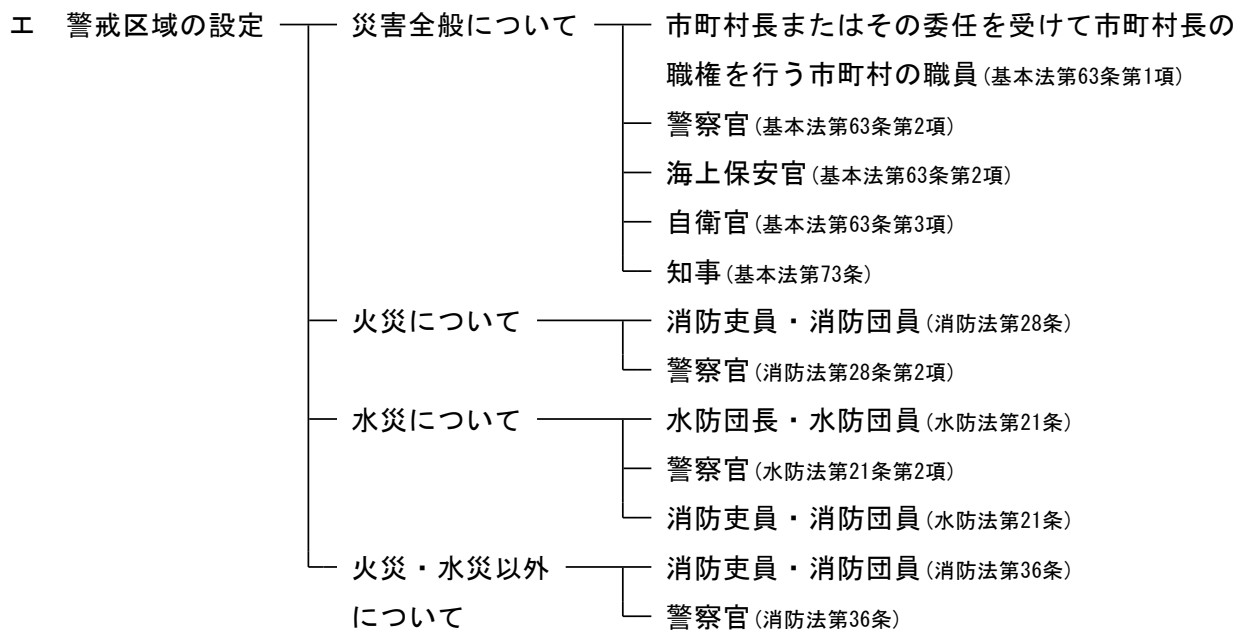 エ 警戒区域の設定 災害全般について 市町村長またはその委任を受けて市町村長の
職権を行う市町村の職員(基本法第63条第1項)
警察官(基本法第63条第2項)
海上保安官(基本法第63条第2項)
自衛官(基本法第63条第3項)
知事(基本法第73条)
火災について 消防吏員・消防団員(消防法第28条)
警察官(消防法第28条第2項)
水災について 水防団長・水防団員(水防法第21条)
警察官(水防法第21条第2項)
消防吏員・消防団員(水防法第21条)
火災・水災以外 消防吏員・消防団員(消防法第36条)
について 警察官(消防法第36条)